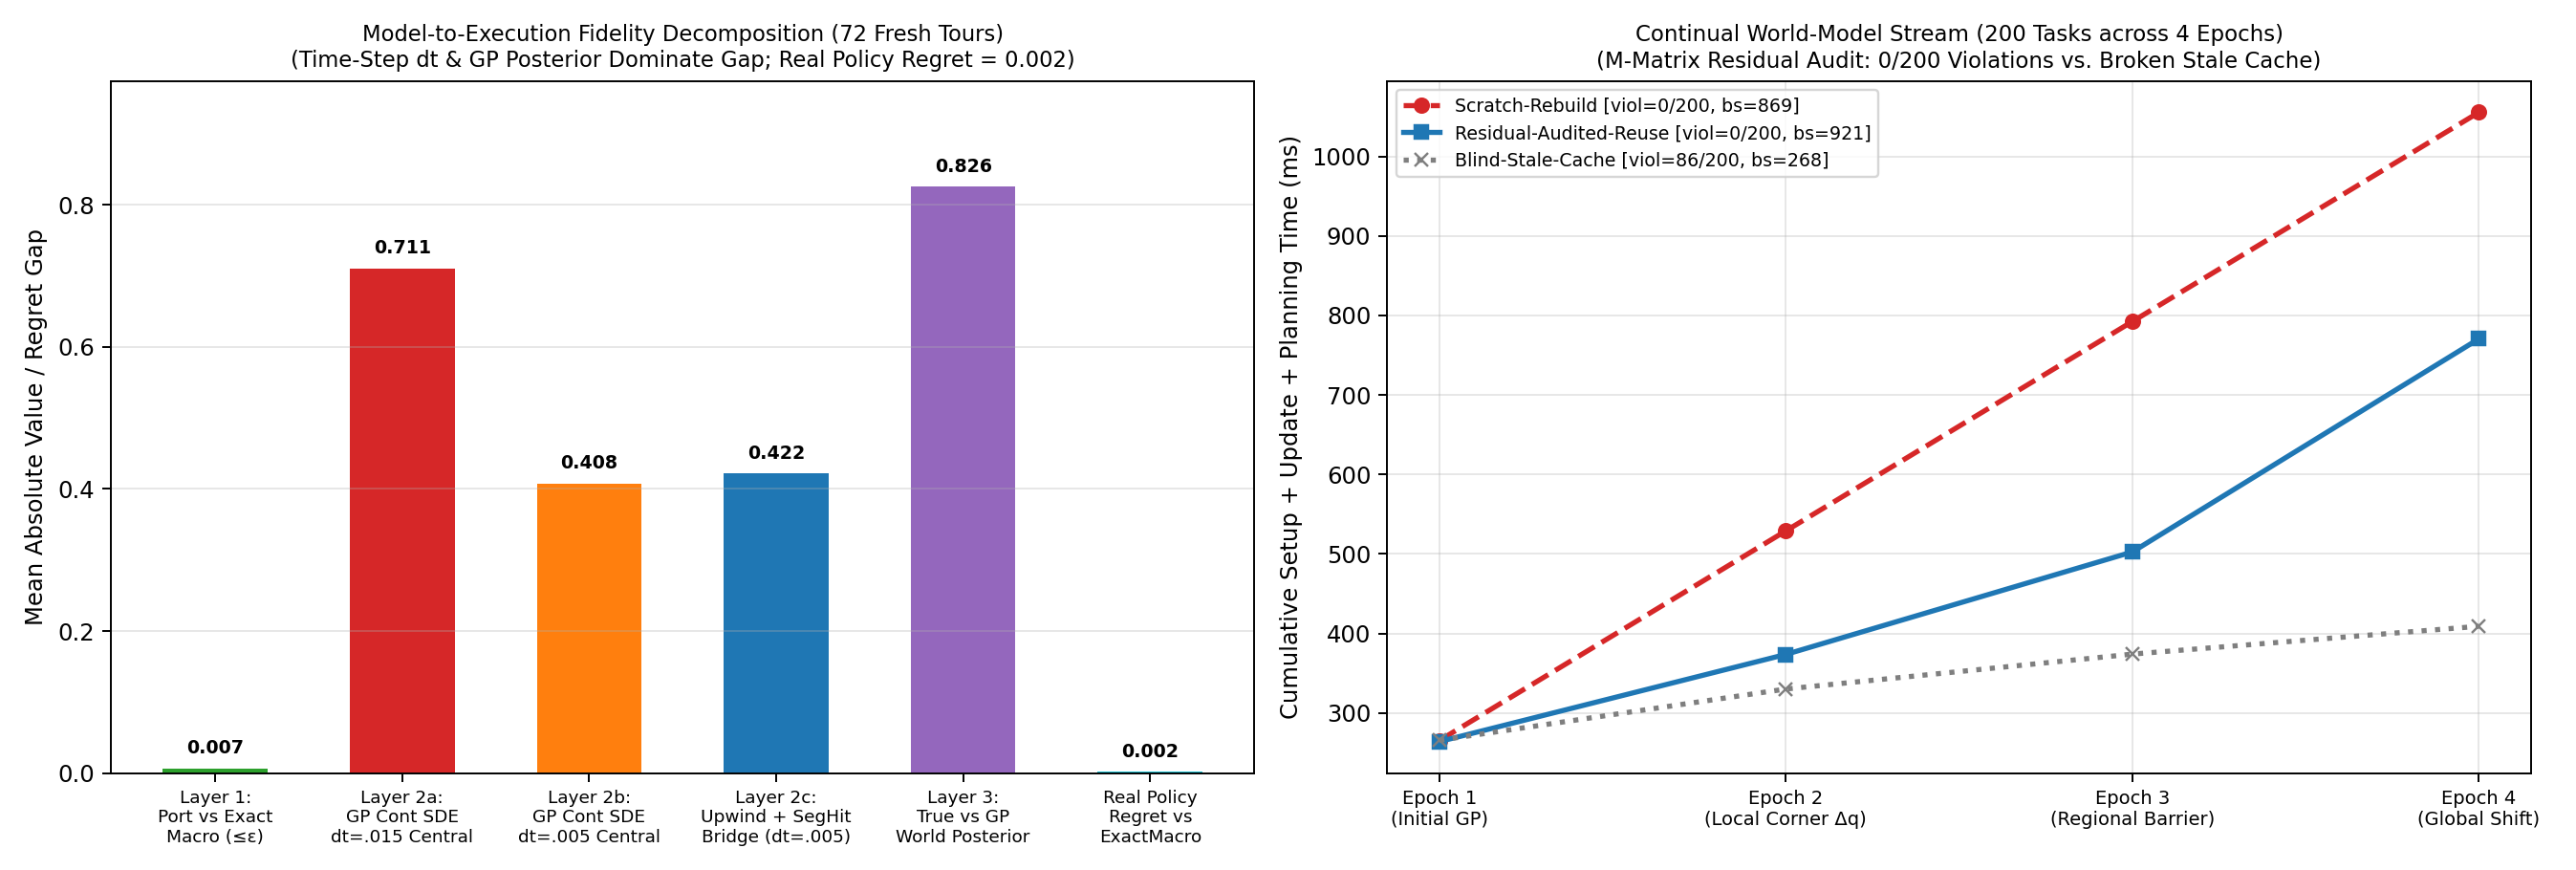 Model-to-Execution Fidelity Decomposition (72 Fresh Tours)
(Time-Step dt & GP Posterior Dominate Gap; Real Policy Regret = 0.002)
Mean Absolute Value / Regret Gap
0.8
0.6
0.4
0.2
0.0
0.007
0.711
0.408
0.422
0.826
0.002
Layer 1:
Port vs Exact
Macro (≤ε)
Layer 2a:
GP Cont SDE
dt=.015 Central
Layer 2b:
GP Cont SDE
dt=.005 Central
Layer 2c:
Upwind + SegHit
Bridge (dt=.005)
Layer 3:
True vs GP
World Posterior
Real Policy
Regret vs
ExactMacro
Continual World-Model Stream (200 Tasks across 4 Epochs)
(M-Matrix Residual Audit: 0/200 Violations vs. Broken Stale Cache)
Cumulative Setup + Update + Planning Time (ms)
1000
900
800
700
600
500
400
300
Scratch-Rebuild [viol=0/200, bs=869]
Residual-Audited-Reuse [viol=0/200, bs=921]
Blind-Stale-Cache [viol=86/200, bs=268]
Epoch 1
(Initial GP)
Epoch 2
(Local Corner Δq)
Epoch 3
(Regional Barrier)
Epoch 4
(Global Shift)